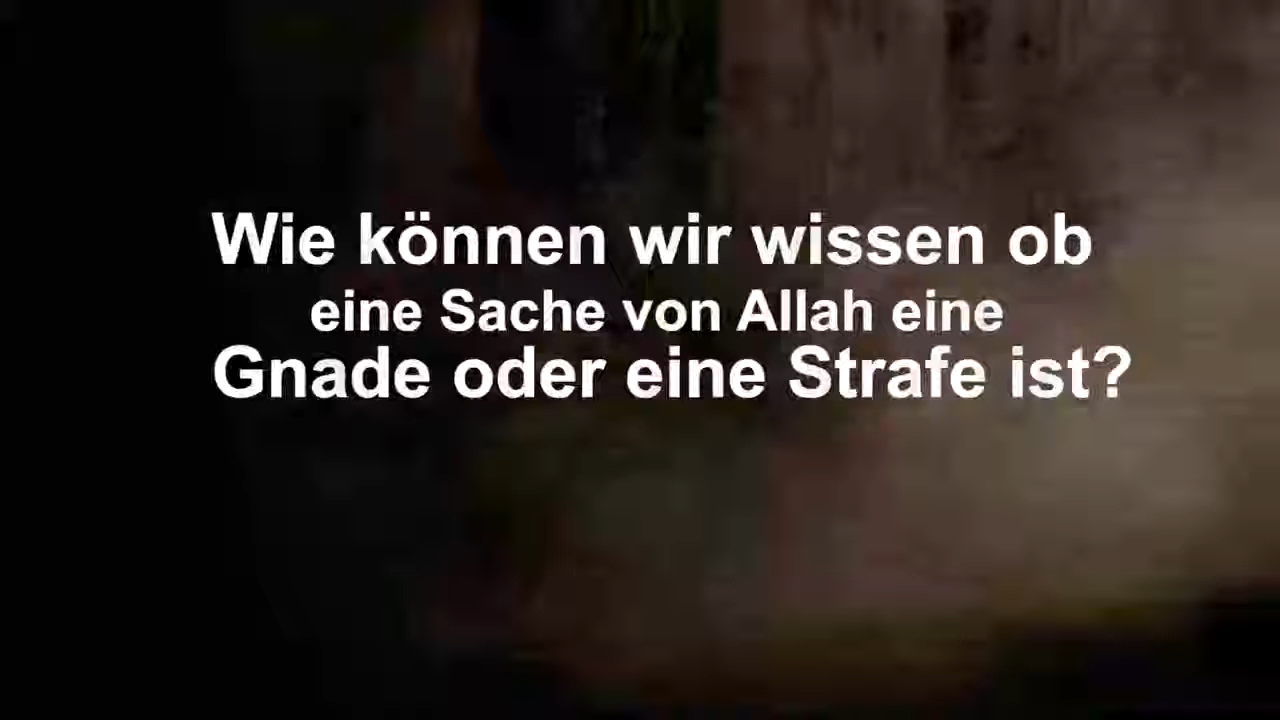 Wie können wir wissen ob
eine Sache von Allah eine
Gnade oder eine Strafe ist?